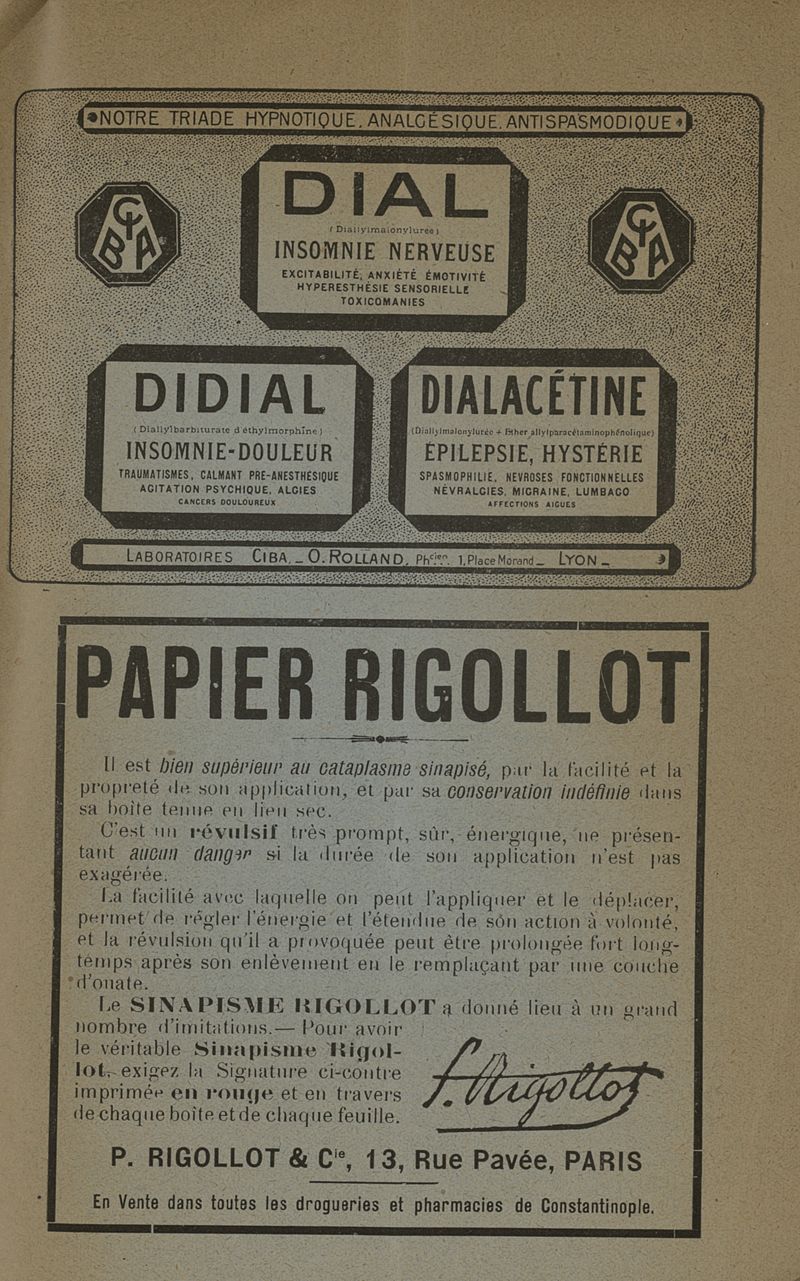 NOTRE TRIADE HYPNOTIQUE. ANALGÉSIQUE. ANTISPASMODIQUE
DIAL
(Diallylmalonylurée)
INSOMNIE NERVEUSE
EXCITABILITÉ, ANXIÉTÉ ÉMOTIVITÉ
HYPERESTHÉSIE SENSORIELLE
TOXICOMANIES
CIBA
CIBA
DIDIAL
(Diallylbarbiturate d'éthylmorphine)
INSOMNIE-DOULEUR
TRAUMATISMES, CALMANT PRÉ-ANESTHÉSIQUE
AGITATION PSYCHIQUE, ALGIES
CANCERS DOULOUREUX
DIALACÉTINE
(Diallylmalonylurée + Éther allylparacétaminophénolique)
ÉPILEPSIE, HYSTÉRIE
SPASMOPHILIE, NEVROSES FONCTIONNELLES
NÉVRALGIES, MIGRAINE, LUMBAGO
AFFECTIONS AIGUES
LABORATOIRES CIBA. _ O. ROLLAND, Phcien. 1, Place Morand _ LYON _
PAPIER RIGOLLOT
Il est bien supérieur au cataplasme sinapisé, par la facilité et la
propreté de son application, et par sa conservation indéfinie dans
sa boîte tenue en lieu sec.
C'est un révulsif très prompt, sûr, énergique, ne présen-
tant aucun danger si la durée de son application n'est pas
exagérée.
La facilité avec laquelle on peut l'appliquer et le déplacer,
permet de régler l'énergie et l'étendue de son action à volonté,
et la révulsion qu'il a provoquée peut être prolongée fort long-
temps après son enlèvement en le remplaçant par une couche
d'ouate.
Le SINAPISME RIGOLLOT a donné lieu à un grand
nombre d'imitations.— Pour avoir
le véritable Sinapisme Rigol-
lot, exigez la Signature ci-contre
imprimée en rouge et en travers
de chaque boîte et de chaque feuille.
P. Rigollot
P. RIGOLLOT & Cie, 13, Rue Pavée, PARIS
En Vente dans toutes les drogueries et pharmacies de Constantinople.